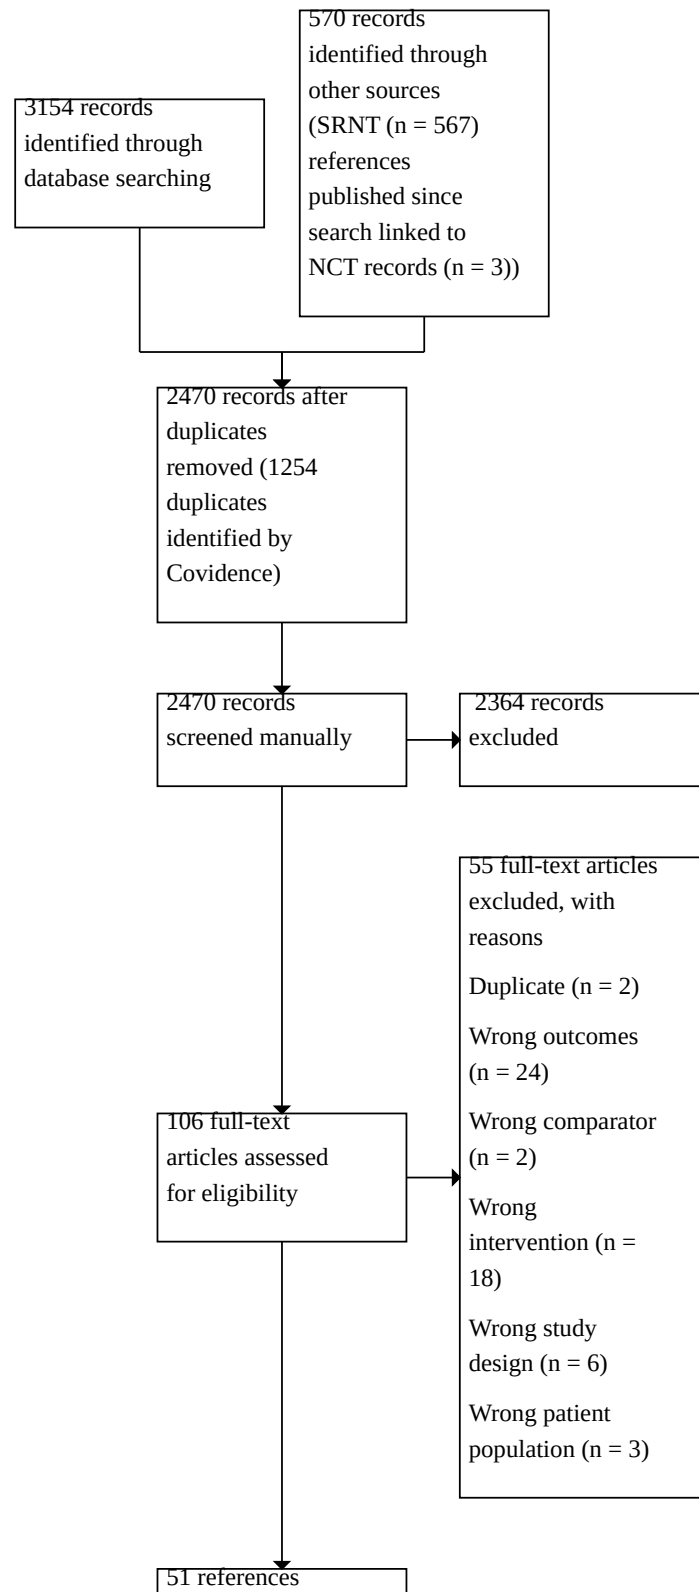 570 records
identified through
other sources
(SRNT (n = 567)
references
published since
search linked to
NCT records (n = 3))
3154 records
identified through
database searching
2470 records after
duplicates
removed (1254
duplicates
identified by
Covidence)
2470 records
screened manually
2364 records
excluded
55 full-text articles
excluded, with
reasons
Duplicate (n = 2)
Wrong outcomes
(n = 24)
Wrong comparator
(n = 2)
Wrong
intervention (n =
18)
Wrong study
design (n = 6)
Wrong patient
population (n = 3)
106 full-text
articles assessed
for eligibility
51 references